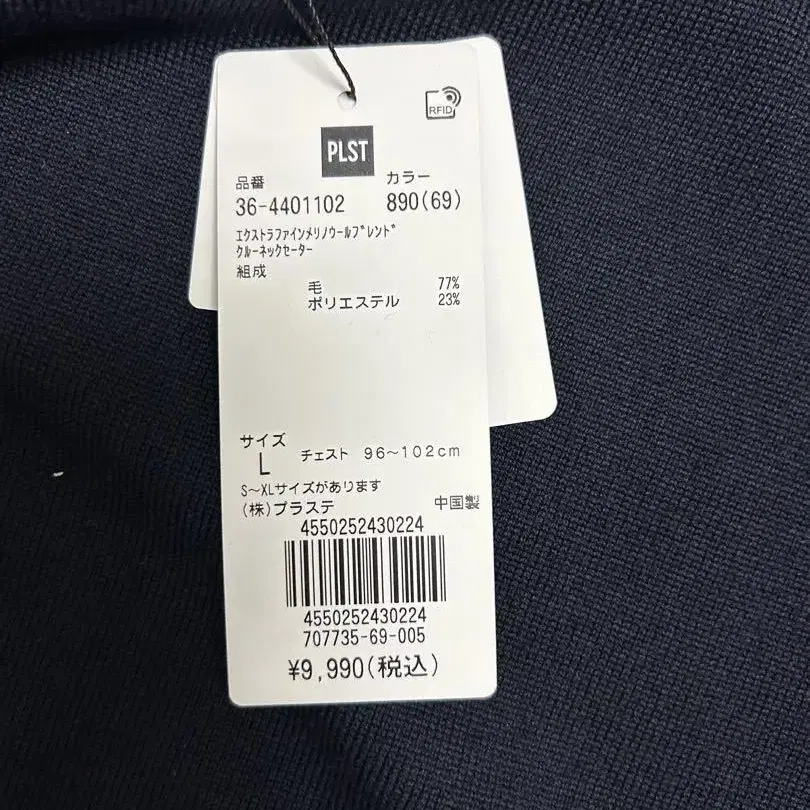 RFID
PLST
品番 カラー
36-4401102 890(69)
エクストラファインメリノウールブレンド
クルーネックセーター
組成
毛 77%
ポリエステル 23%
サイズ
L チェスト 96～102cm
S～XLサイズがあります
(株)プラステ 中国製
4550252430224
4550252430224
707735-69-005
¥9,990(税込)